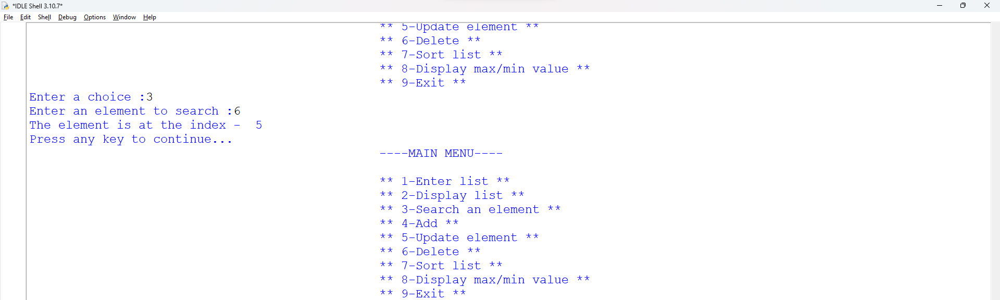 *IDLE Shell 3.10.7*
File Edit Shell Debug Options Window Help
** 5-Update element **
** 6-Delete **
** 7-Sort list **
** 8-Display max/min value **
** 9-Exit **
Enter a choice :3
Enter an element to search :6
The element is at the index -  5
Press any key to continue...
----MAIN MENU----
** 1-Enter list **
** 2-Display list **
** 3-Search an element **
** 4-Add **
** 5-Update element **
** 6-Delete **
** 7-Sort list **
** 8-Display max/min value **
** 9-Exit **